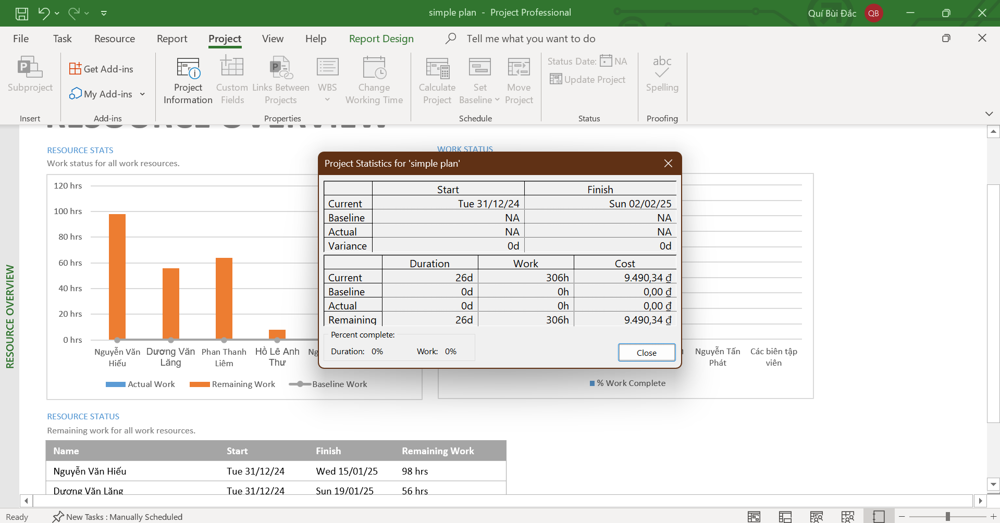 simple plan - Project Professional
Quí Bùi Đắc
QB
File Task Resource Report Project View Help Report Design Tell me what you want to do
Subproject
Get Add-ins
My Add-ins
Project Information
Custom Fields
Links Between Projects
WBS
Change Working Time
Calculate Project
Set Baseline
Move Project
Status Date: NA
Update Project
abc
Spelling
Insert Add-ins Properties Schedule Status Proofing
RESOURCE OVERVIEW
RESOURCE OVERVIEW
RESOURCE STATS
Work status for all work resources.
120 hrs
100 hrs
80 hrs
60 hrs
40 hrs
20 hrs
0 hrs
Nguyễn Văn Hiếu
Dương Văn Lăng
Phan Thanh Liêm
Hồ Lê Anh Thư
Actual Work Remaining Work Baseline Work
WORK STATUS
Project Statistics for 'simple plan'
Start Finish
Current Tue 31/12/24 Sun 02/02/25
Baseline NA NA
Actual NA NA
Variance 0d 0d
Duration Work Cost
Current 26d 306h 9.490,34 ₫
Baseline 0d 0h 0,00 ₫
Actual 0d 0h 0,00 ₫
Remaining 26d 306h 9.490,34 ₫
Percent complete:
Duration: 0% Work: 0%
Close
Nguyễn Tấn Phát
Các biên tập viên
% Work Complete
RESOURCE STATUS
Remaining work for all work resources.
Name Start Finish Remaining Work
Nguyễn Văn Hiếu Tue 31/12/24 Wed 15/01/25 98 hrs
Dương Văn Lăng Tue 31/12/24 Sun 19/01/25 56 hrs
Ready New Tasks : Manually Scheduled